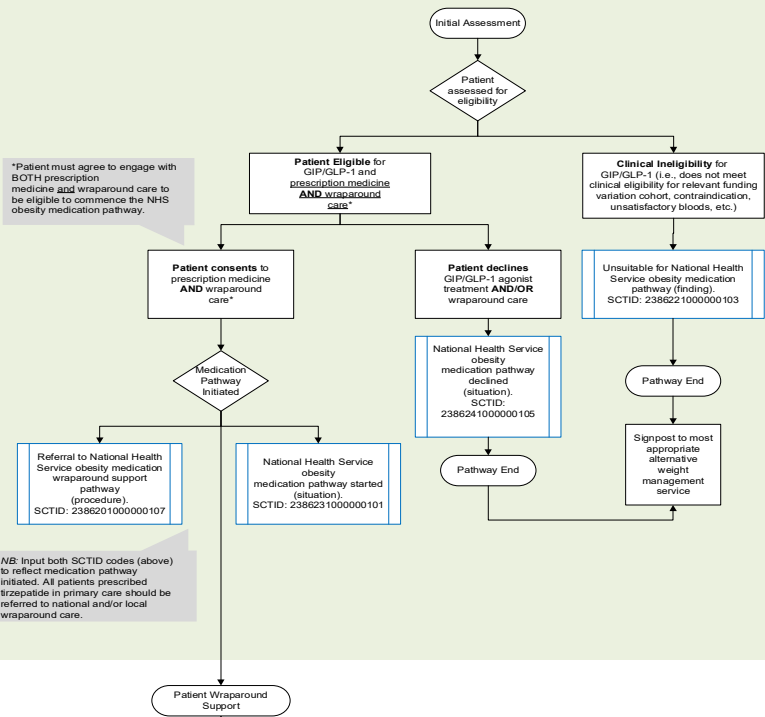 Initial Assessment
Patient
assessed for
eligibility
*Patient must agree to engage with
BOTH prescription
medicine and wraparound care to
be eligible to commence the NHS
obesity medication pathway.
Patient Eligible for
GIP/GLP-1 and
prescription medicine
AND wraparound
care*
Clinical Ineligibility for
GIP/GLP-1 (i.e., does not meet
clinical eligibility for relevant funding
variation cohort, contraindication,
unsatisfactory bloods, etc.)
Patient consents to
prescription medicine
AND wraparound
care*
Patient declines
GIP/GLP-1 agonist
treatment AND/OR
wraparound care
Unsuitable for National Health
Service obesity medication
pathway (finding).
SCTID: 2386221000000103
Medication
Pathway
Initiated
National Health Service
obesity
medication pathway
declined
(situation).
SCTID:
2386241000000105
Pathway End
Referral to National Health
Service obesity medication
wraparound support
pathway
(procedure).
SCTID: 2386201000000107
National Health Service
obesity
medication pathway started
(situation).
SCTID: 2386231000000101
Pathway End
Signpost to most
appropriate
alternative
weight
management
service
NB: Input both SCTID codes (above)
to reflect medication pathway
initiated. All patients prescribed
tirzepatide in primary care should be
referred to national and/or local
wraparound care.
Patient Wraparound
Support